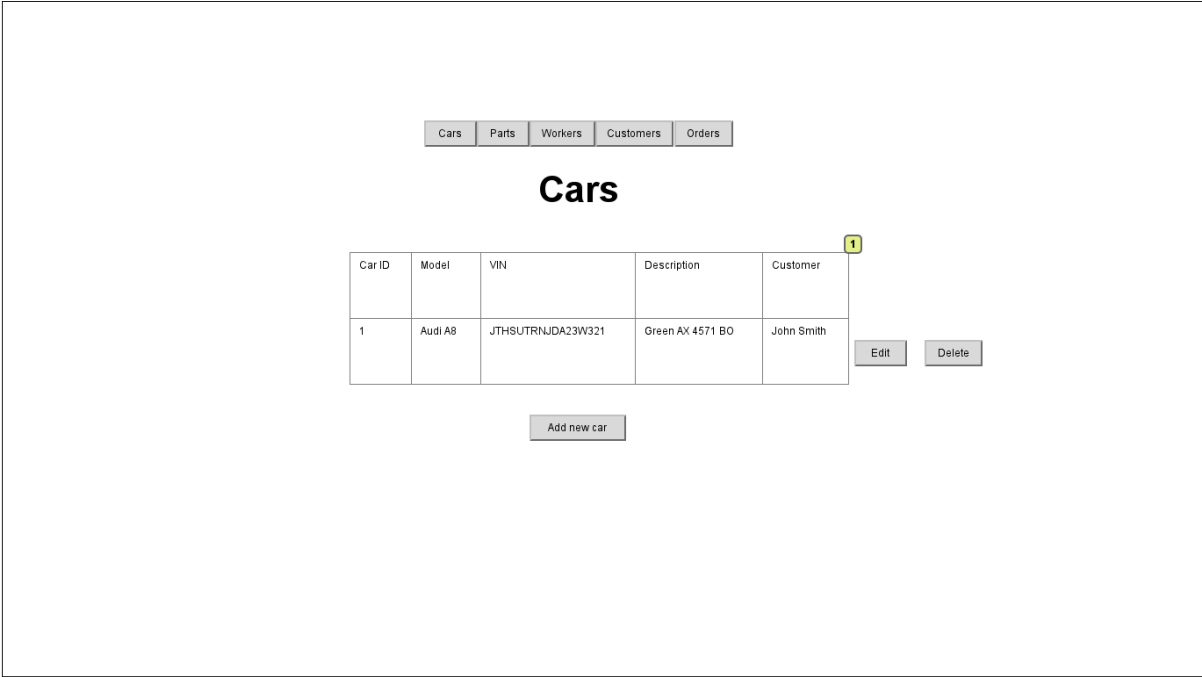 Cars Parts Workers Customers Orders
Cars
1
Car ID Model VIN Description Customer
1 Audi A8 JTHSUTRNJDA23W321 Green AX 4571 BO John Smith
Edit Delete
Add new car